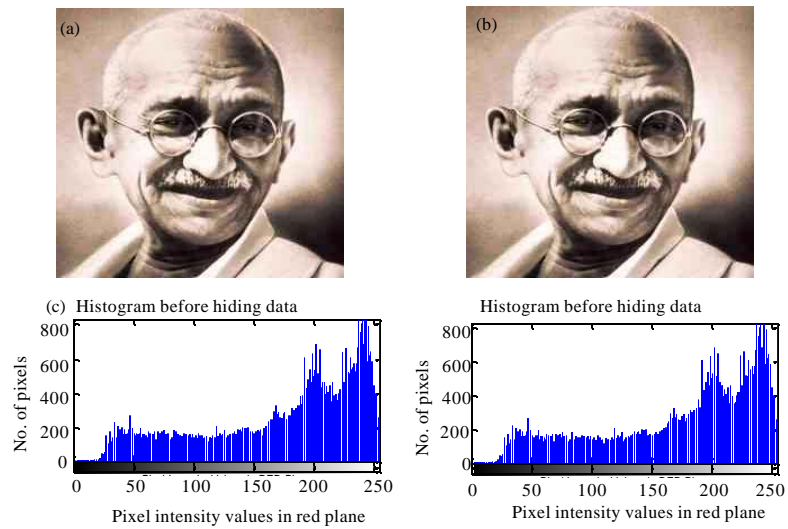 (a)
(b)
(c) Histogram before hiding data
Histogram before hiding data
No. of pixels
800
600
400
200
0
0 50 100 150 200 250
Pixel intensity values in red plane
No. of pixels
800
600
400
200
0
0 50 100 150 200 250
Pixel intensity values in red plane